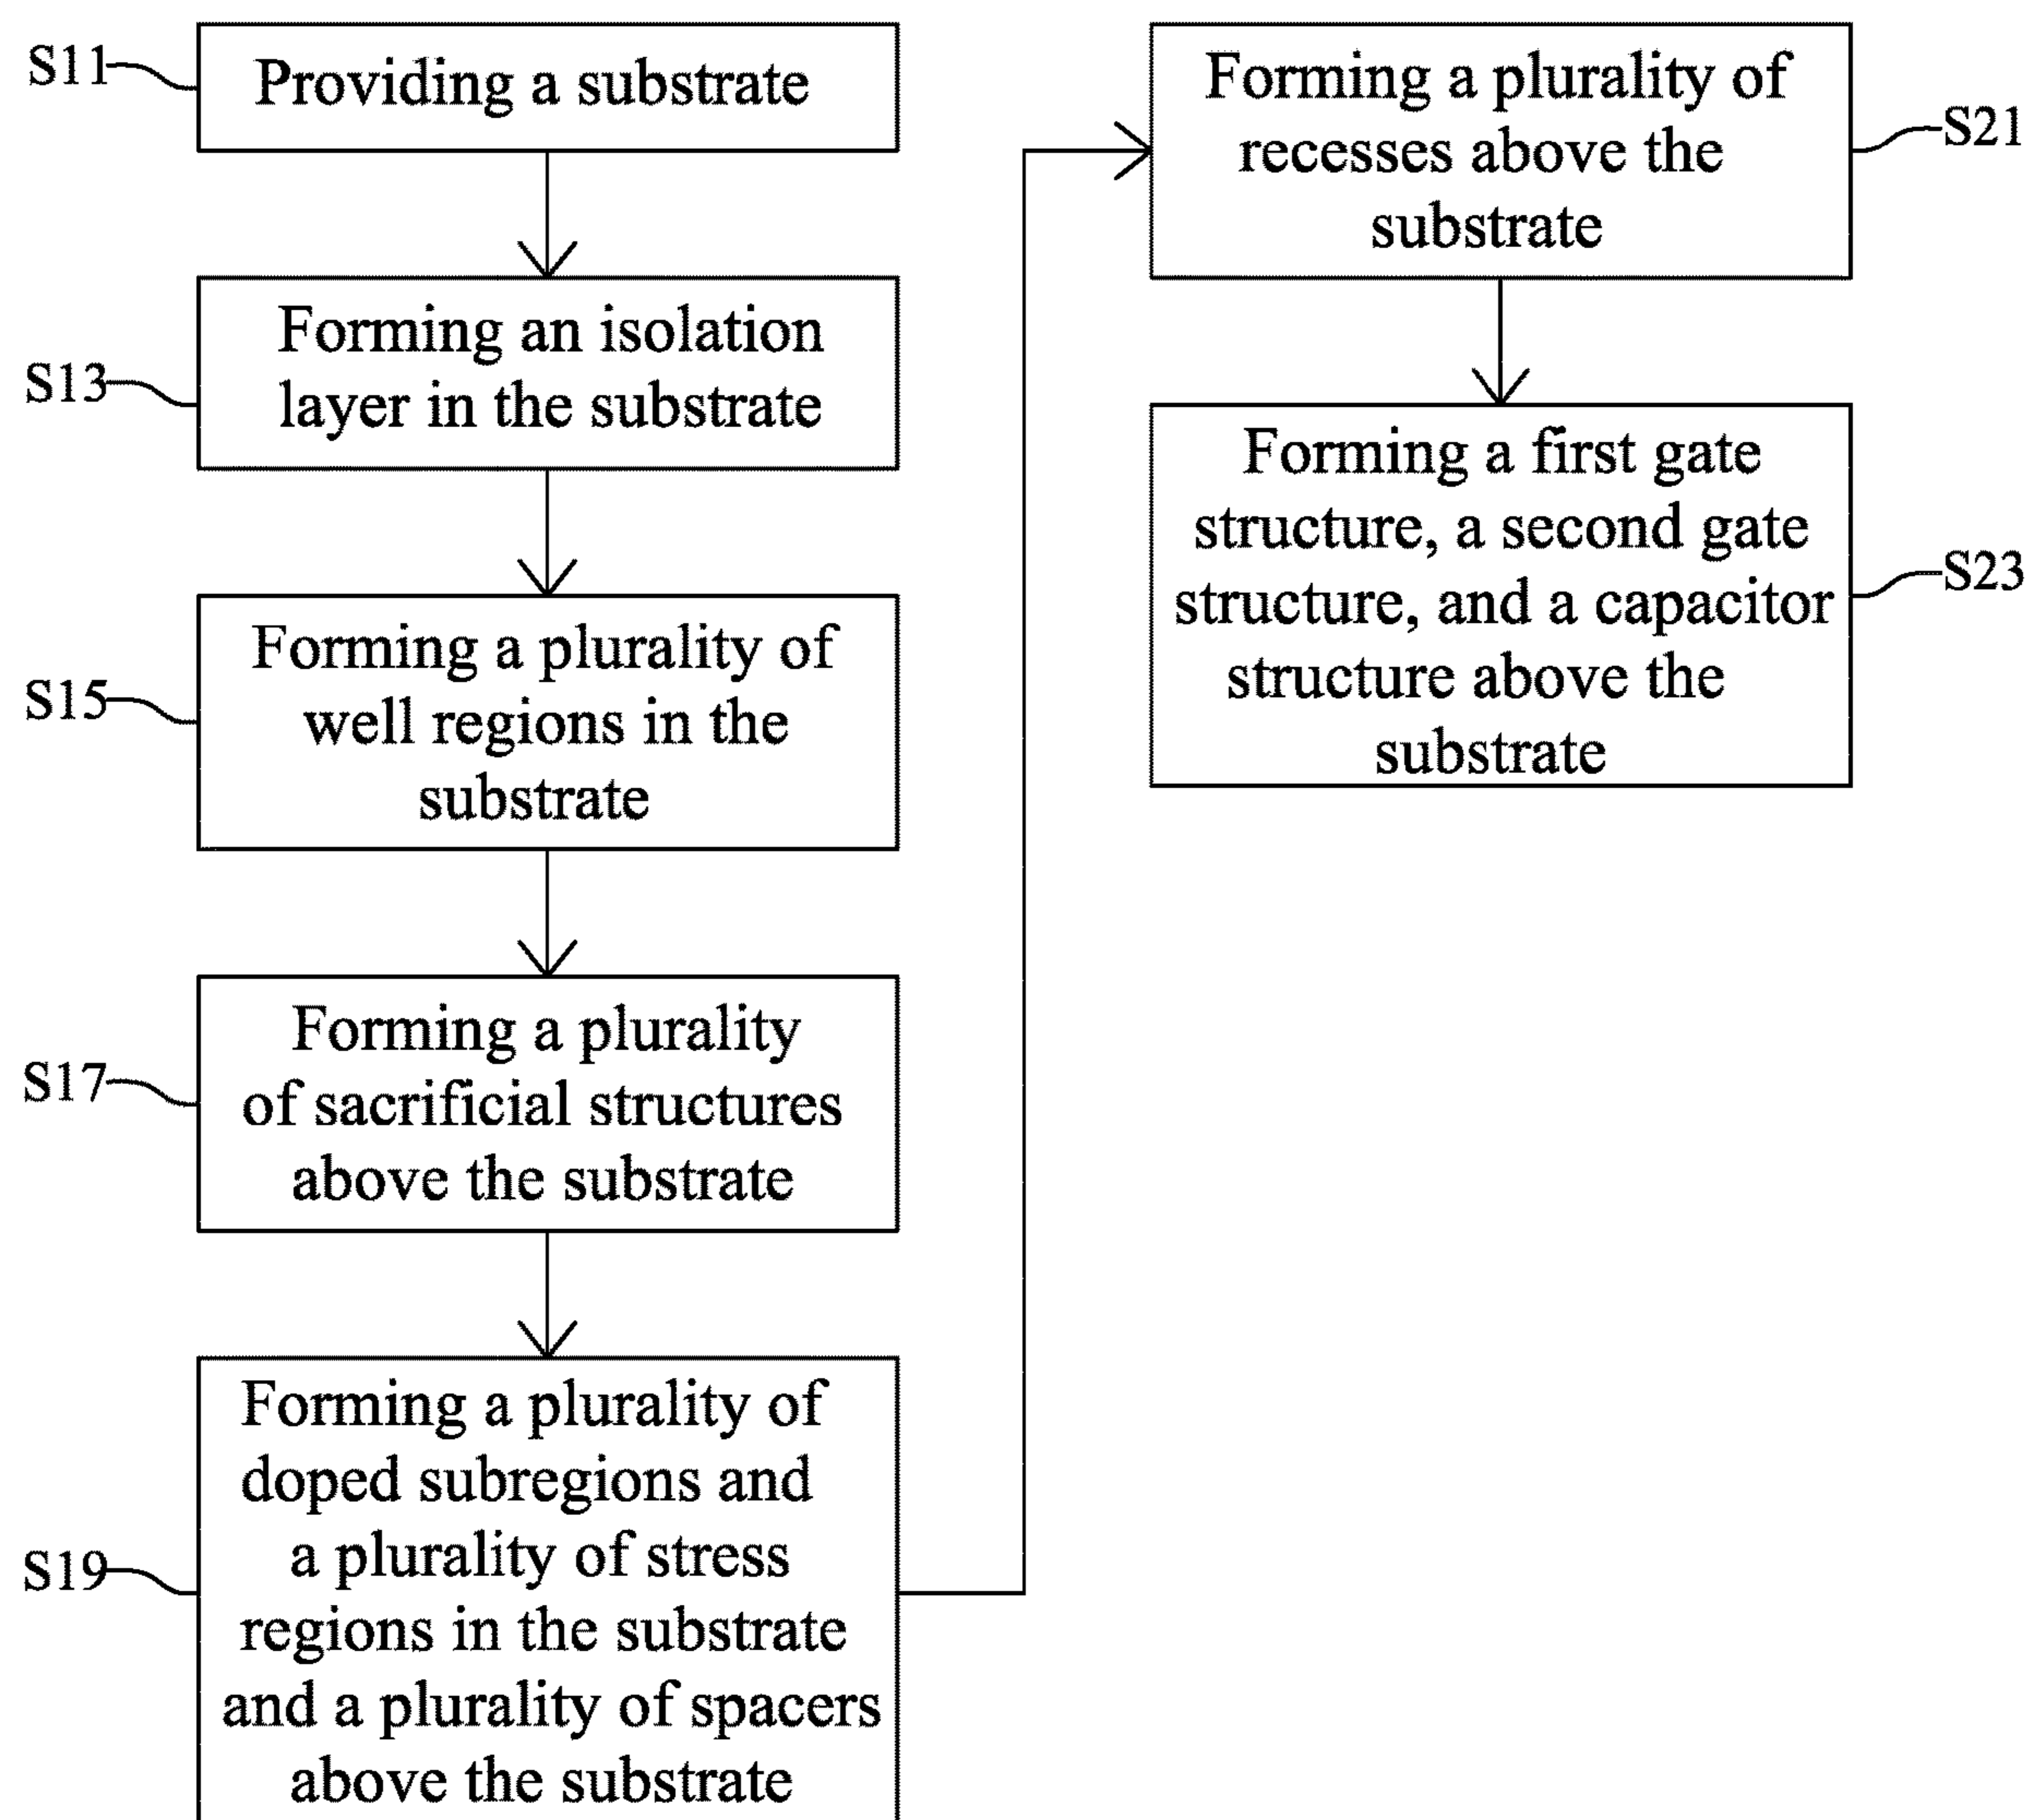 S11
Providing a substrate
S13
Forming an isolation
layer in the substrate
S15
Forming a plurality of
well regions in the
substrate
S17
Forming a plurality
of sacrificial structures
above the substrate
S19
Forming a plurality of
doped subregions and
a plurality of stress
regions in the substrate
and a plurality of spacers
above the substrate
Forming a plurality of
recesses above the
substrate
S21
Forming a first gate
structure, a second gate
structure, and a capacitor
structure above the
substrate
S23